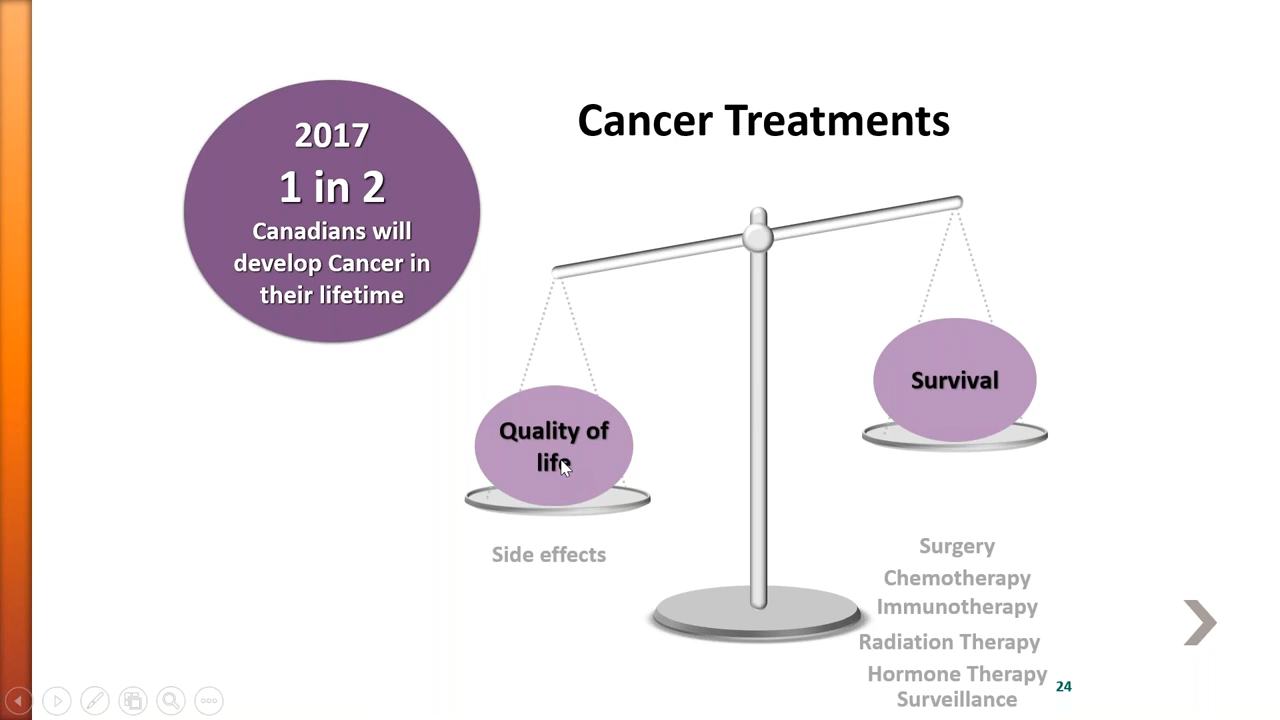 2017
1 in 2
Canadians will
develop Cancer in
their lifetime
Cancer Treatments
Quality of
life
Side effects
Survival
Surgery
Chemotherapy
Immunotherapy
Radiation Therapy
Hormone Therapy
Surveillance
24